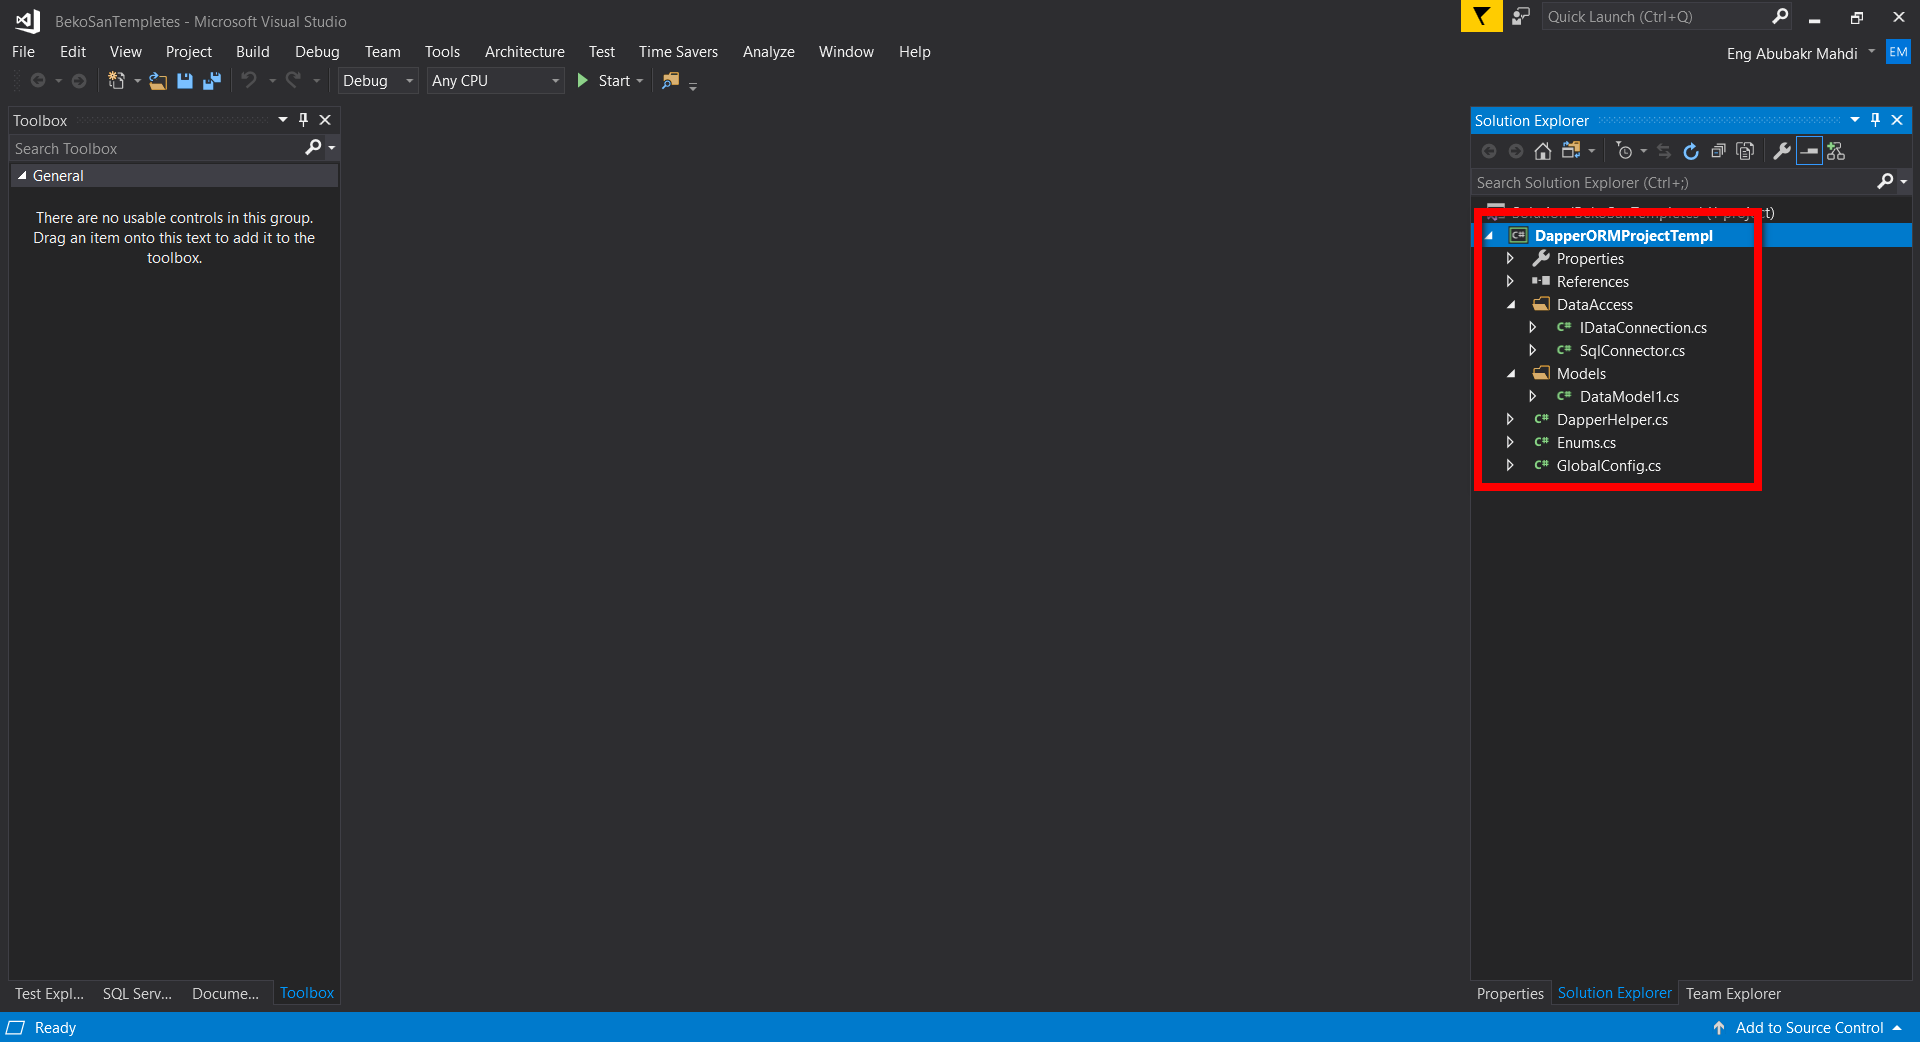 BekoSanTempletes - Microsoft Visual Studio
Quick Launch (Ctrl+Q)
File Edit View Project Build Debug Team Tools Architecture Test Time Savers Analyze Window Help
Eng Abubakr Mahdi EM
Debug Any CPU Start
Toolbox
Search Toolbox
General
There are no usable controls in this group.
Drag an item onto this text to add it to the
toolbox.
Solution Explorer
Search Solution Explorer (Ctrl+;)
Solution 'BekoSanTempletes' (1 project)
C# DapperORMProjectTempl
Properties
References
DataAccess
C# IDataConnection.cs
C# SqlConnector.cs
Models
C# DataModel1.cs
C# DapperHelper.cs
C# Enums.cs
C# GlobalConfig.cs
Test Expl... SQL Serv... Docume... Toolbox
Properties Solution Explorer Team Explorer
Ready
Add to Source Control